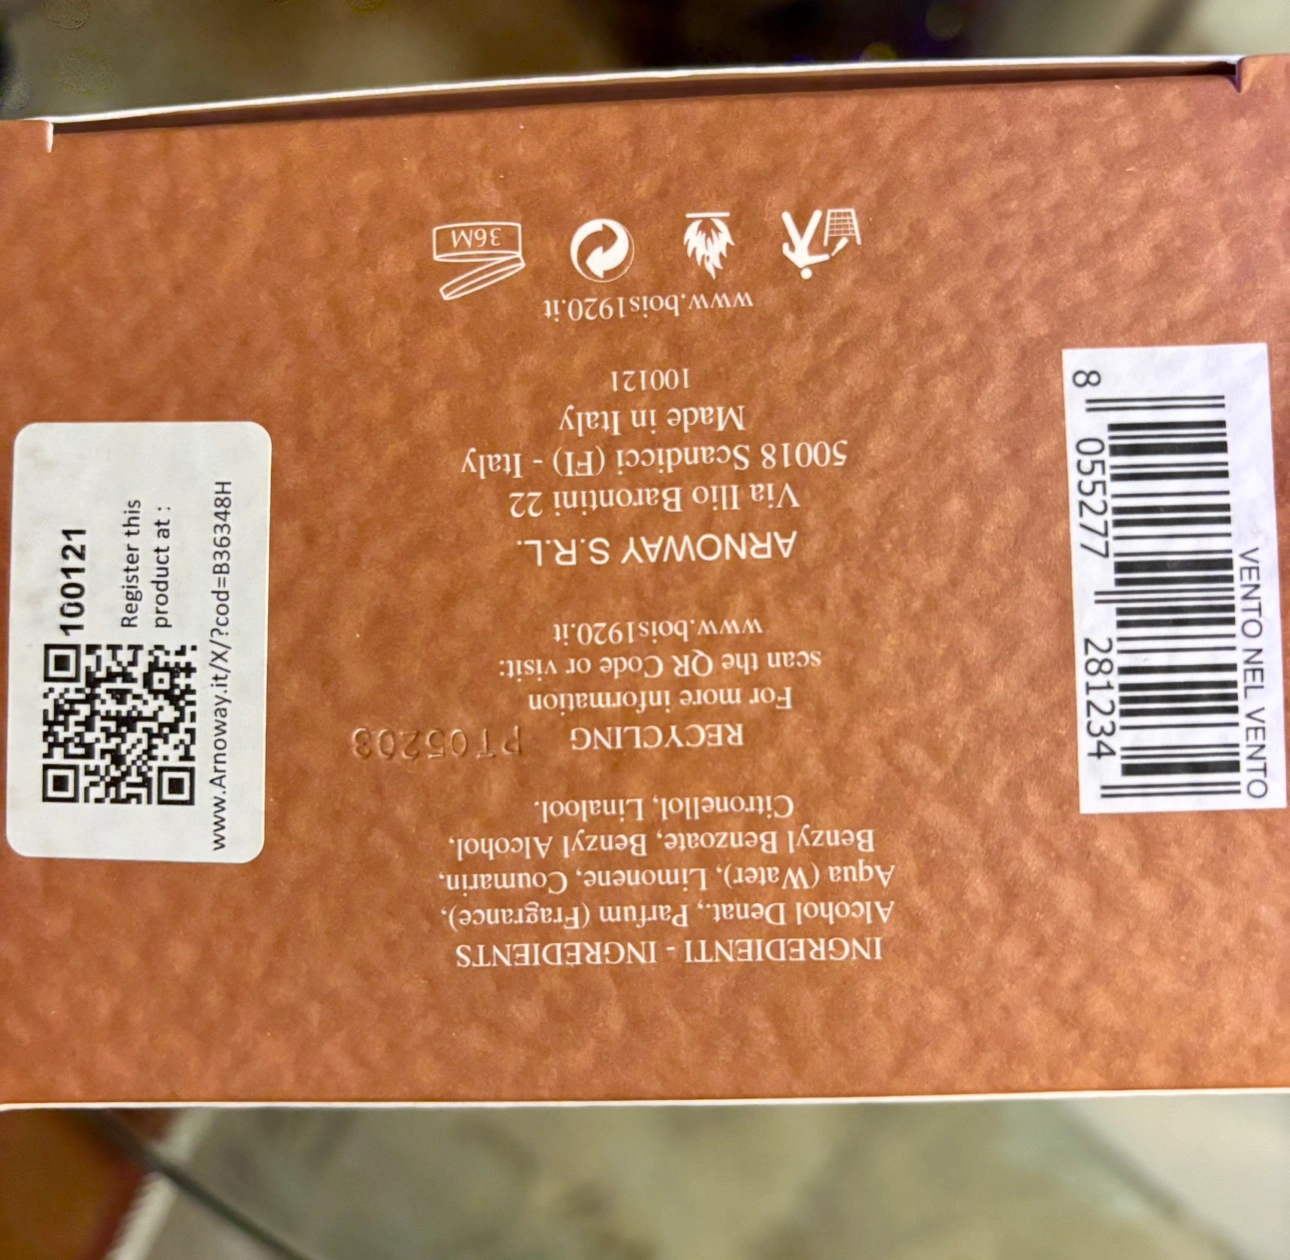 INGREDIENTI - INGREDIENTS
Alcohol Denat., Parfum (Fragrance),
Aqua (Water), Limonene, Coumarin,
Benzyl Benzoate, Benzyl Alcohol,
Citronellol, Linalool.
RECYCLING
PT05203
For more information
scan the QR Code or visit:
www.bois1920.it
ARNOWAY S.R.L.
Via Ilio Barontini 22
50018 Scandicci (FI) - Italy
Made in Italy
100121
www.bois1920.it
36M
VENTO NEL VENTO
8 055277 281234
100121
Register this
product at :
www.Arnoway.it/X/?cod=B36348H